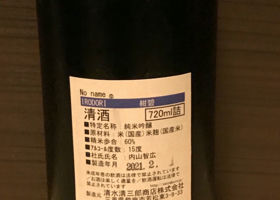 No name ®
IRODORI 紺碧
清酒 720ml詰
■特定名称：純米吟醸
■原材料：米(国産)米麹(国産米)
■精米歩合：60%
■アルコール度数：15度
■杜氏氏名：内山智広
■製造年月 2021.2.
清水清三郎商店株式会社